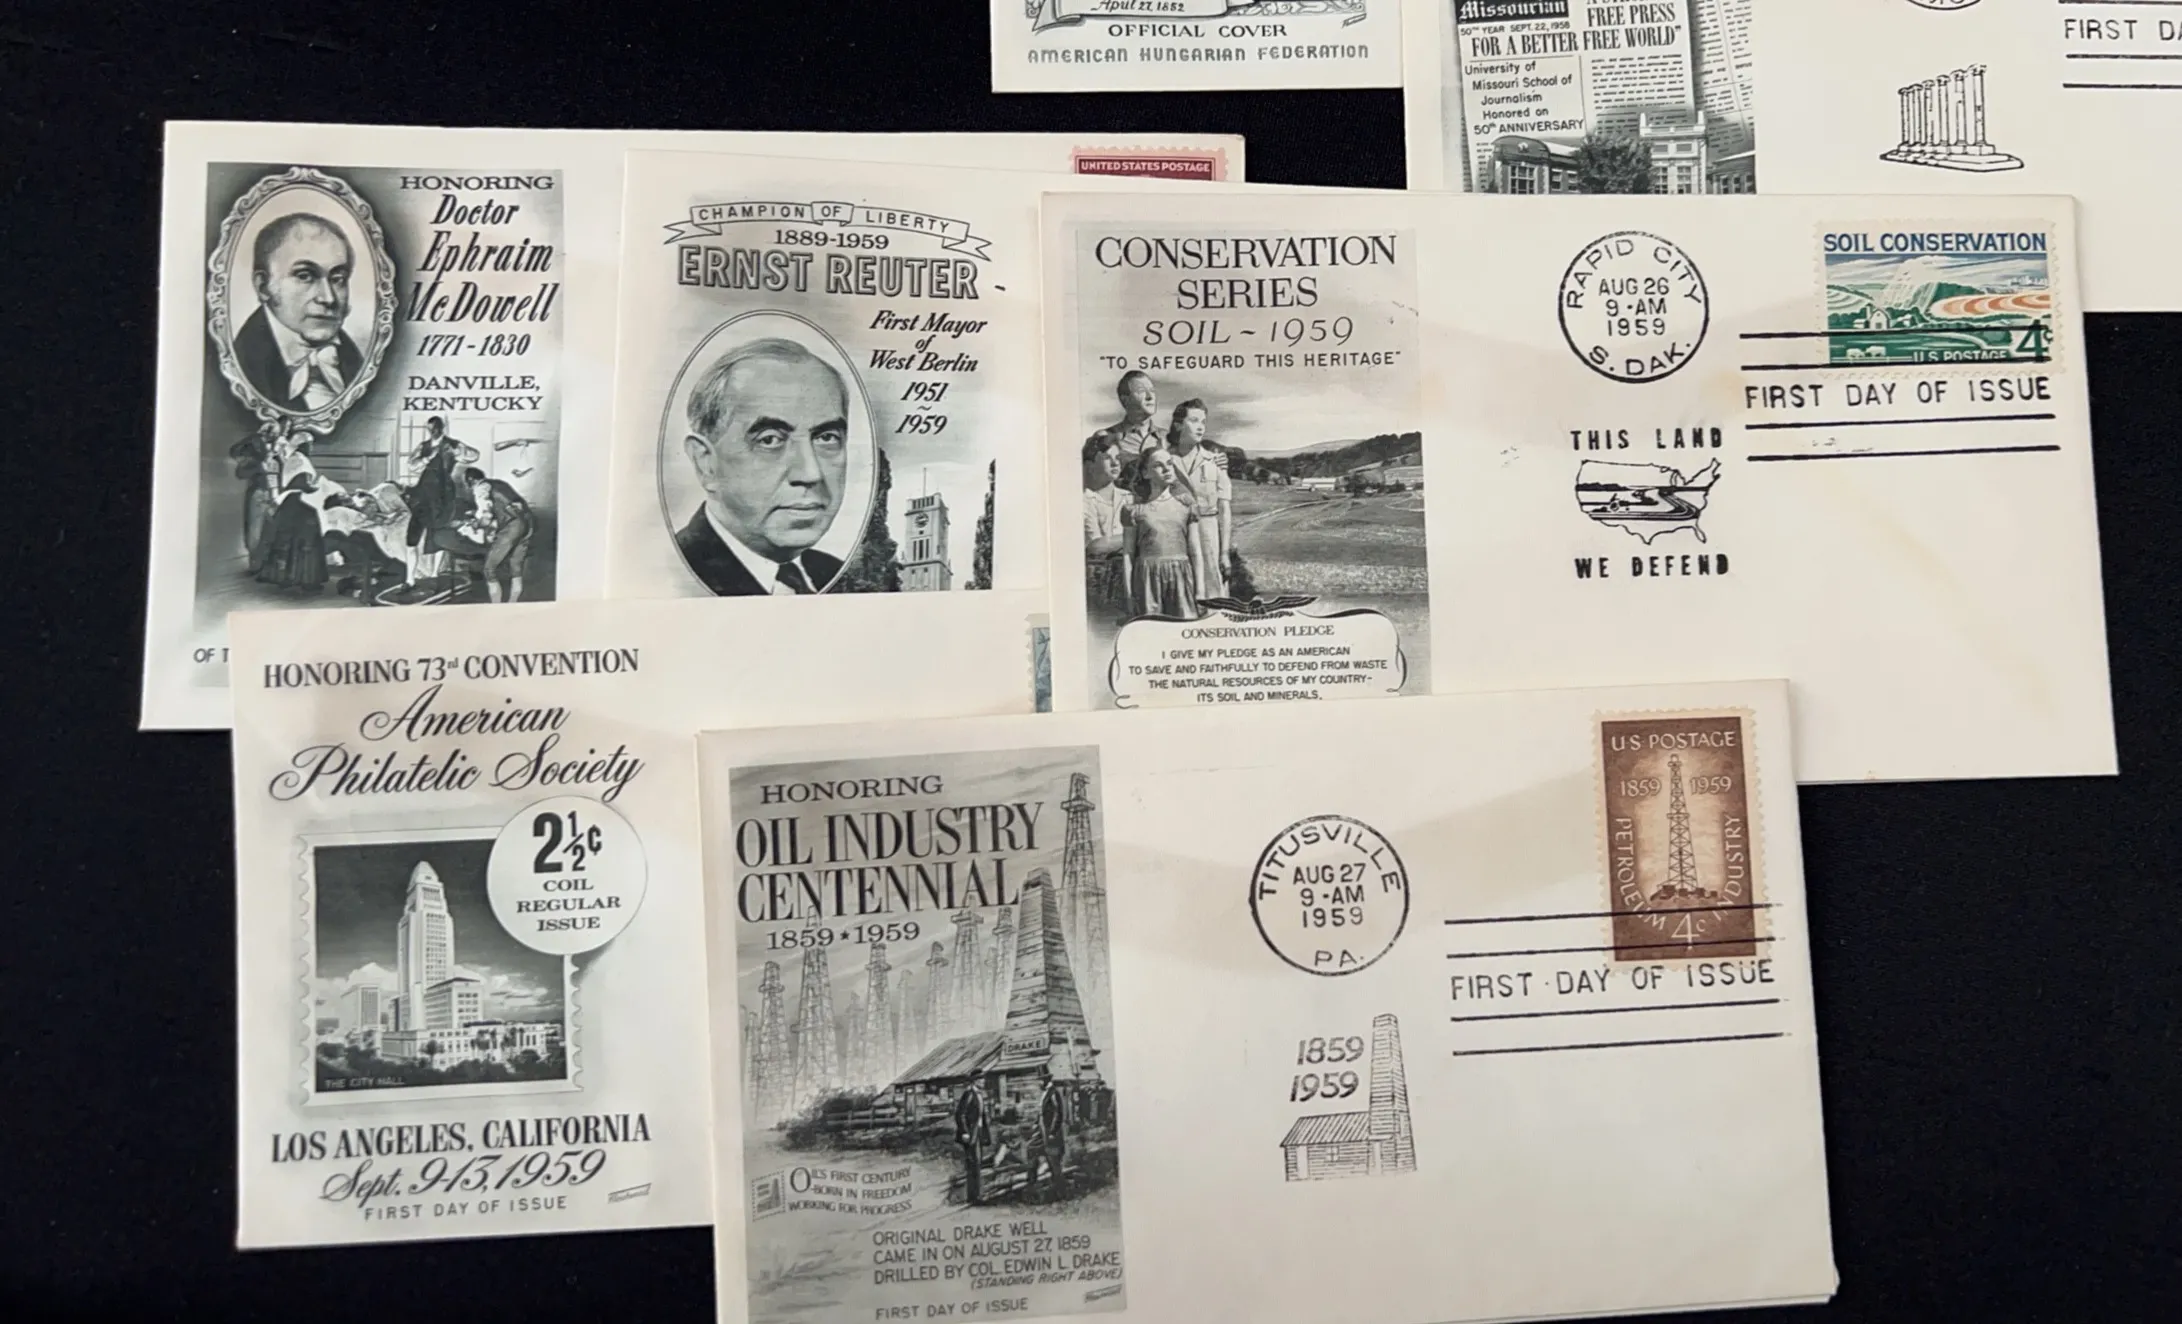 April 27, 1852
OFFICIAL COVER
AMERICAN HUNGARIAN FEDERATION
Missourian
50TH YEAR SEPT. 22, 1958
FREE PRESS
FOR A BETTER FREE WORLD"
University of
Missouri School of
Journalism
Honored on
50th ANNIVERSARY
FIRST DA
HONORING
Doctor
Ephraim
McDowell
1771-1830
DANVILLE,
KENTUCKY
OF T
UNITED STATES POSTAGE
CHAMPION OF LIBERTY
1889-1959
ERNST REUTER
First Mayor
of
West Berlin
1951
~
1959
CONSERVATION
SERIES
SOIL ~ 1959
"TO SAFEGUARD THIS HERITAGE"
CONSERVATION PLEDGE
I GIVE MY PLEDGE AS AN AMERICAN
TO SAVE AND FAITHFULLY TO DEFEND FROM WASTE
THE NATURAL RESOURCES OF MY COUNTRY-
ITS SOIL AND MINERALS,
RAPID CITY
AUG 26
9-AM
1959
S. DAK.
SOIL CONSERVATION
U.S. POSTAGE 4c
FIRST DAY OF ISSUE
THIS LAND
WE DEFEND
HONORING 73rd CONVENTION
American
Philatelic Society
2½¢
COIL
REGULAR
ISSUE
THE CITY HALL
LOS ANGELES, CALIFORNIA
Sept. 9-13, 1959
FIRST DAY OF ISSUE
Fleetwood
HONORING
OIL INDUSTRY
CENTENNIAL
1859★1959
DRAKE
OIL'S FIRST CENTURY
-BORN IN FREEDOM
WORKING FOR PROGRESS
ORIGINAL DRAKE WELL
CAME IN ON AUGUST 27, 1859
DRILLED BY COL. EDWIN L. DRAKE
(STANDING RIGHT ABOVE)
FIRST DAY OF ISSUE
Fleetwood
TITUSVILLE
AUG 27
9-AM
1959
PA.
1859
1959
U.S. POSTAGE
1859 1959
PETROLEUM INDUSTRY
4c
FIRST·DAY OF ISSUE